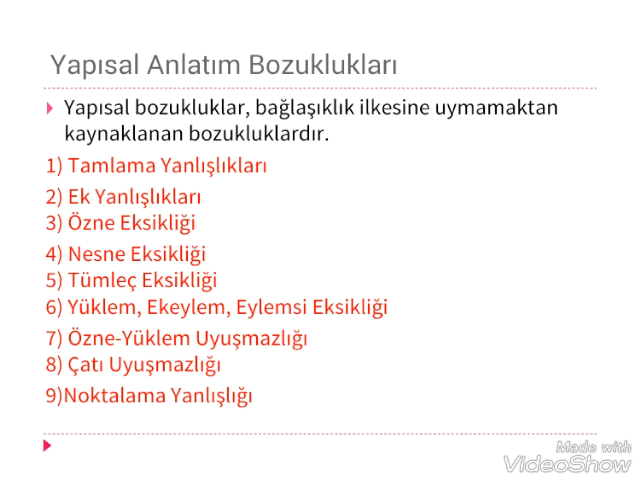 Yapısal Anlatım Bozuklukları
Yapısal bozukluklar, bağlaşıklık ilkesine uymamaktan
kaynaklanan bozukluklardır.
1) Tamlama Yanlışlıkları
2) Ek Yanlışlıkları
3) Özne Eksikliği
4) Nesne Eksikliği
5) Tümleç Eksikliği
6) Yüklem, Ekeylem, Eylemsi Eksikliği
7) Özne-Yüklem Uyuşmazlığı
8) Çatı Uyuşmazlığı
9)Noktalama Yanlışlığı
Made with
VideoShow